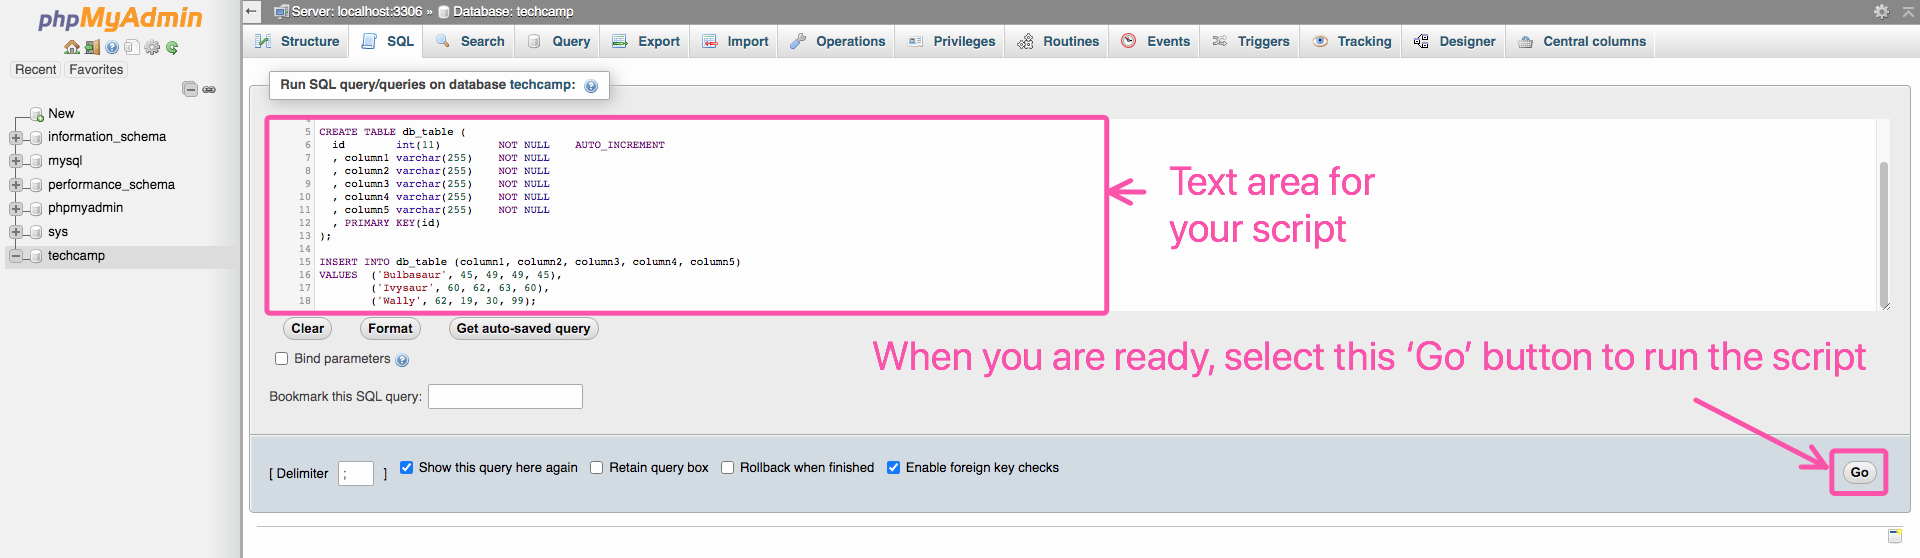 phpMyAdmin
Recent Favorites
New
information_schema
mysql
performance_schema
phpmyadmin
sys
techcamp
Server: localhost:3306 » Database: techcamp
Structure SQL Search Query Export Import Operations Privileges Routines Events Triggers Tracking Designer Central columns
Run SQL query/queries on database techcamp:
5 CREATE TABLE db_table (
6 id int(11) NOT NULL AUTO_INCREMENT
7 , column1 varchar(255) NOT NULL
8 , column2 varchar(255) NOT NULL
9 , column3 varchar(255) NOT NULL
10 , column4 varchar(255) NOT NULL
11 , column5 varchar(255) NOT NULL
12 , PRIMARY KEY(id)
13 );
14
15 INSERT INTO db_table (column1, column2, column3, column4, column5)
16 VALUES ('Bulbasaur', 45, 49, 49, 45),
17 ('Ivysaur', 60, 62, 63, 60),
18 ('Wally', 62, 19, 30, 99);
Text area for
your script
Clear Format Get auto-saved query
When you are ready, select this ‘Go’ button to run the script
Bind parameters
Bookmark this SQL query:
[ Delimiter ; ] Show this query here again Retain query box Rollback when finished Enable foreign key checks
Go